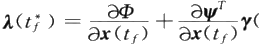 λ(t_f^*) = ∂Φ/∂x(t_f) + ∂ψ^T/∂x(t_f) γ(